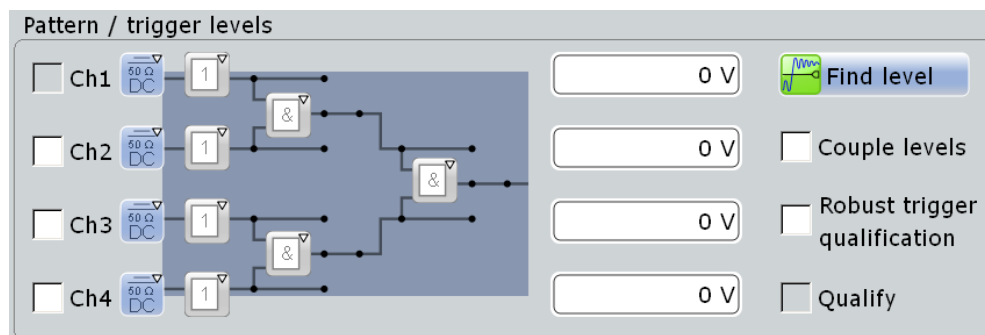 Pattern / trigger levels
Ch1 50 Ω DC 1 0 V Find level
&
Ch2 50 Ω DC 1 0 V Couple levels
&
Ch3 50 Ω DC 1 0 V Robust trigger
qualification
&
Ch4 50 Ω DC 1 0 V Qualify